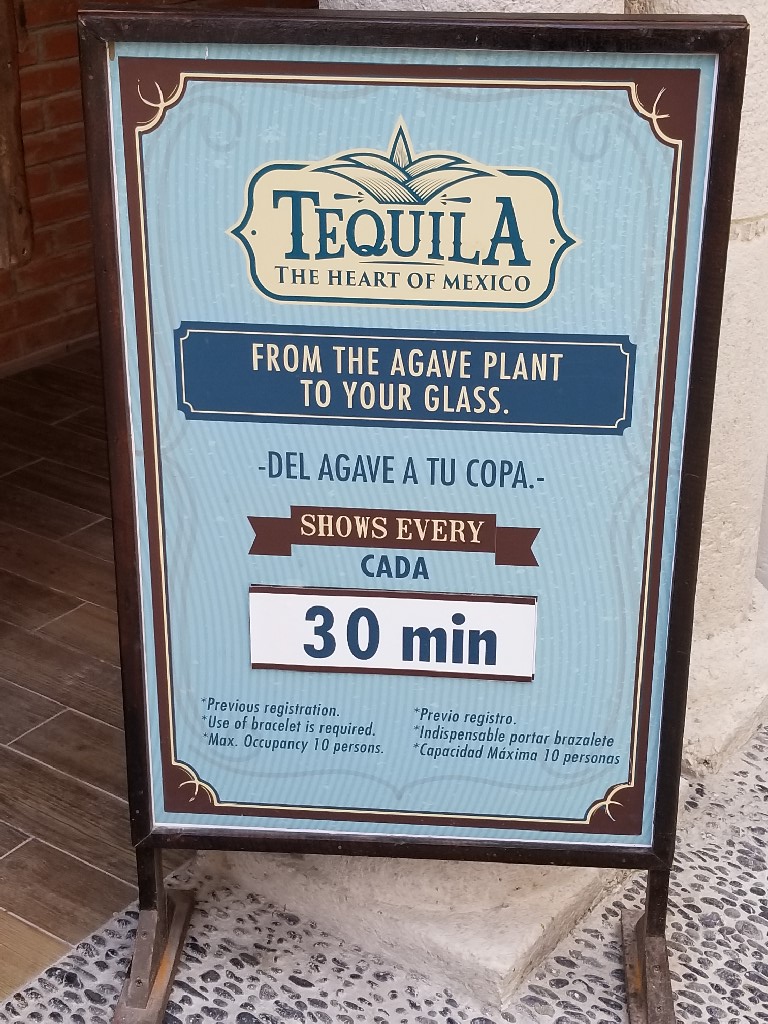 TEQUILA
THE HEART OF MEXICO
FROM THE AGAVE PLANT
TO YOUR GLASS.
-DEL AGAVE A TU COPA.-
SHOWS EVERY
CADA
30 min
*Previous registration.
*Use of bracelet is required.
*Max. Occupancy 10 persons.
*Previo registro.
*Indispensable portar brazalete
*Capacidad Máxima 10 personas